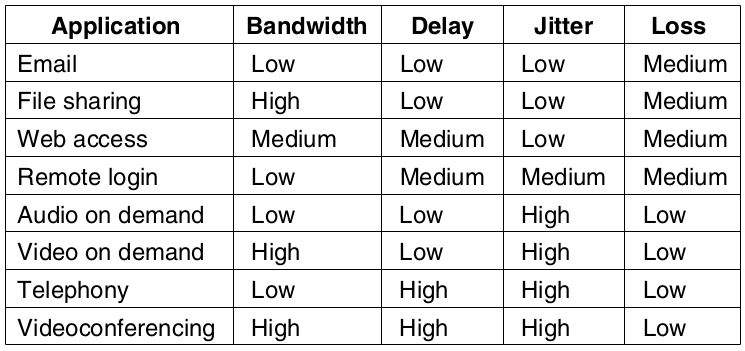 Application Bandwidth Delay Jitter Loss
Email Low Low Low Medium
File sharing High Low Low Medium
Web access Medium Medium Low Medium
Remote login Low Medium Medium Medium
Audio on demand Low Low High Low
Video on demand High Low High Low
Telephony Low High High Low
Videoconferencing High High High Low